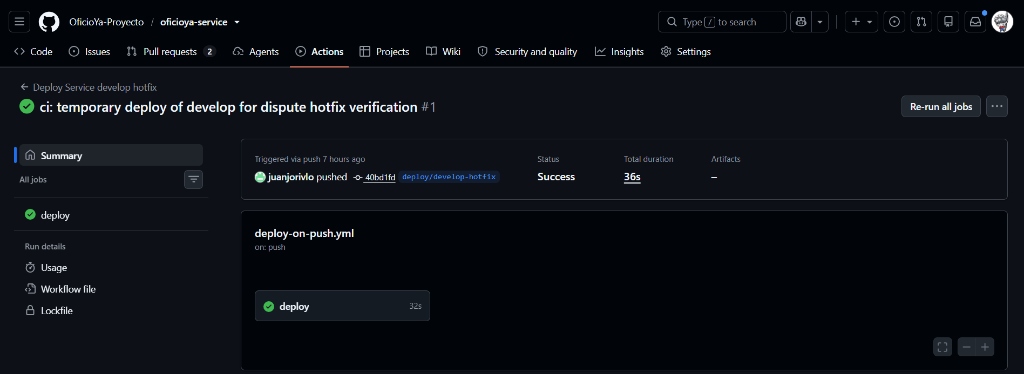 OficioYa-Proyecto / oficioya-service
Type / to search
Code Issues Pull requests 2 Agents Actions Projects Wiki Security and quality Insights Settings
Deploy Service develop hotfix
ci: temporary deploy of develop for dispute hotfix verification #1
Re-run all jobs
Summary
All jobs
deploy
Run details
Usage
Workflow file
Lockfile
Triggered via push 7 hours ago
juanjorivlo pushed 40bd1fd deploy/develop-hotfix
Status
Success
Total duration
36s
Artifacts
–
deploy-on-push.yml
on: push
deploy 32s